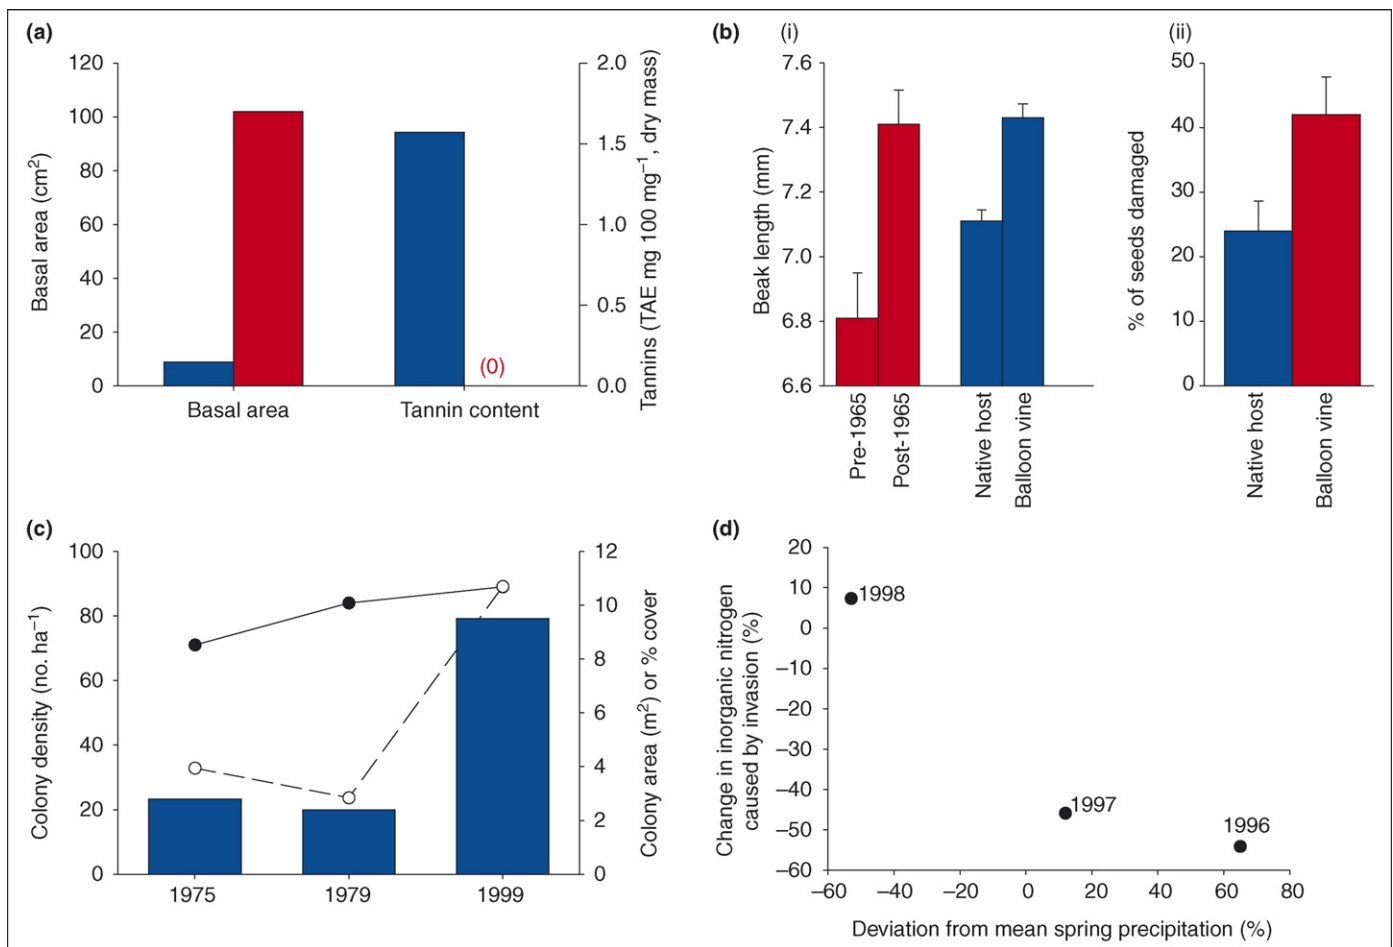 (a)
120
100
80
60
40
20
0
Basal area (cm²)
2.0
1.5
1.0
0.5
0.0
Tannins (TAE mg 100 mg⁻¹, dry mass)
(0)
Basal area
Tannin content
(b)
(i)
7.6
7.4
7.2
7.0
6.8
6.6
Beak length (mm)
Pre-1965
Post-1965
Native host
Balloon vine
(ii)
50
40
30
20
10
0
% of seeds damaged
Native host
Balloon vine
(c)
100
80
60
40
20
0
Colony density (no. ha⁻¹)
12
10
8
6
4
2
0
Colony area (m²) or % cover
1975
1979
1999
(d)
20
10
0
–10
–20
–30
–40
–50
–60
Change in inorganic nitrogen
caused by invasion (%)
1998
1997
1996
–60
–40
–20
0
20
40
60
80
Deviation from mean spring precipitation (%)